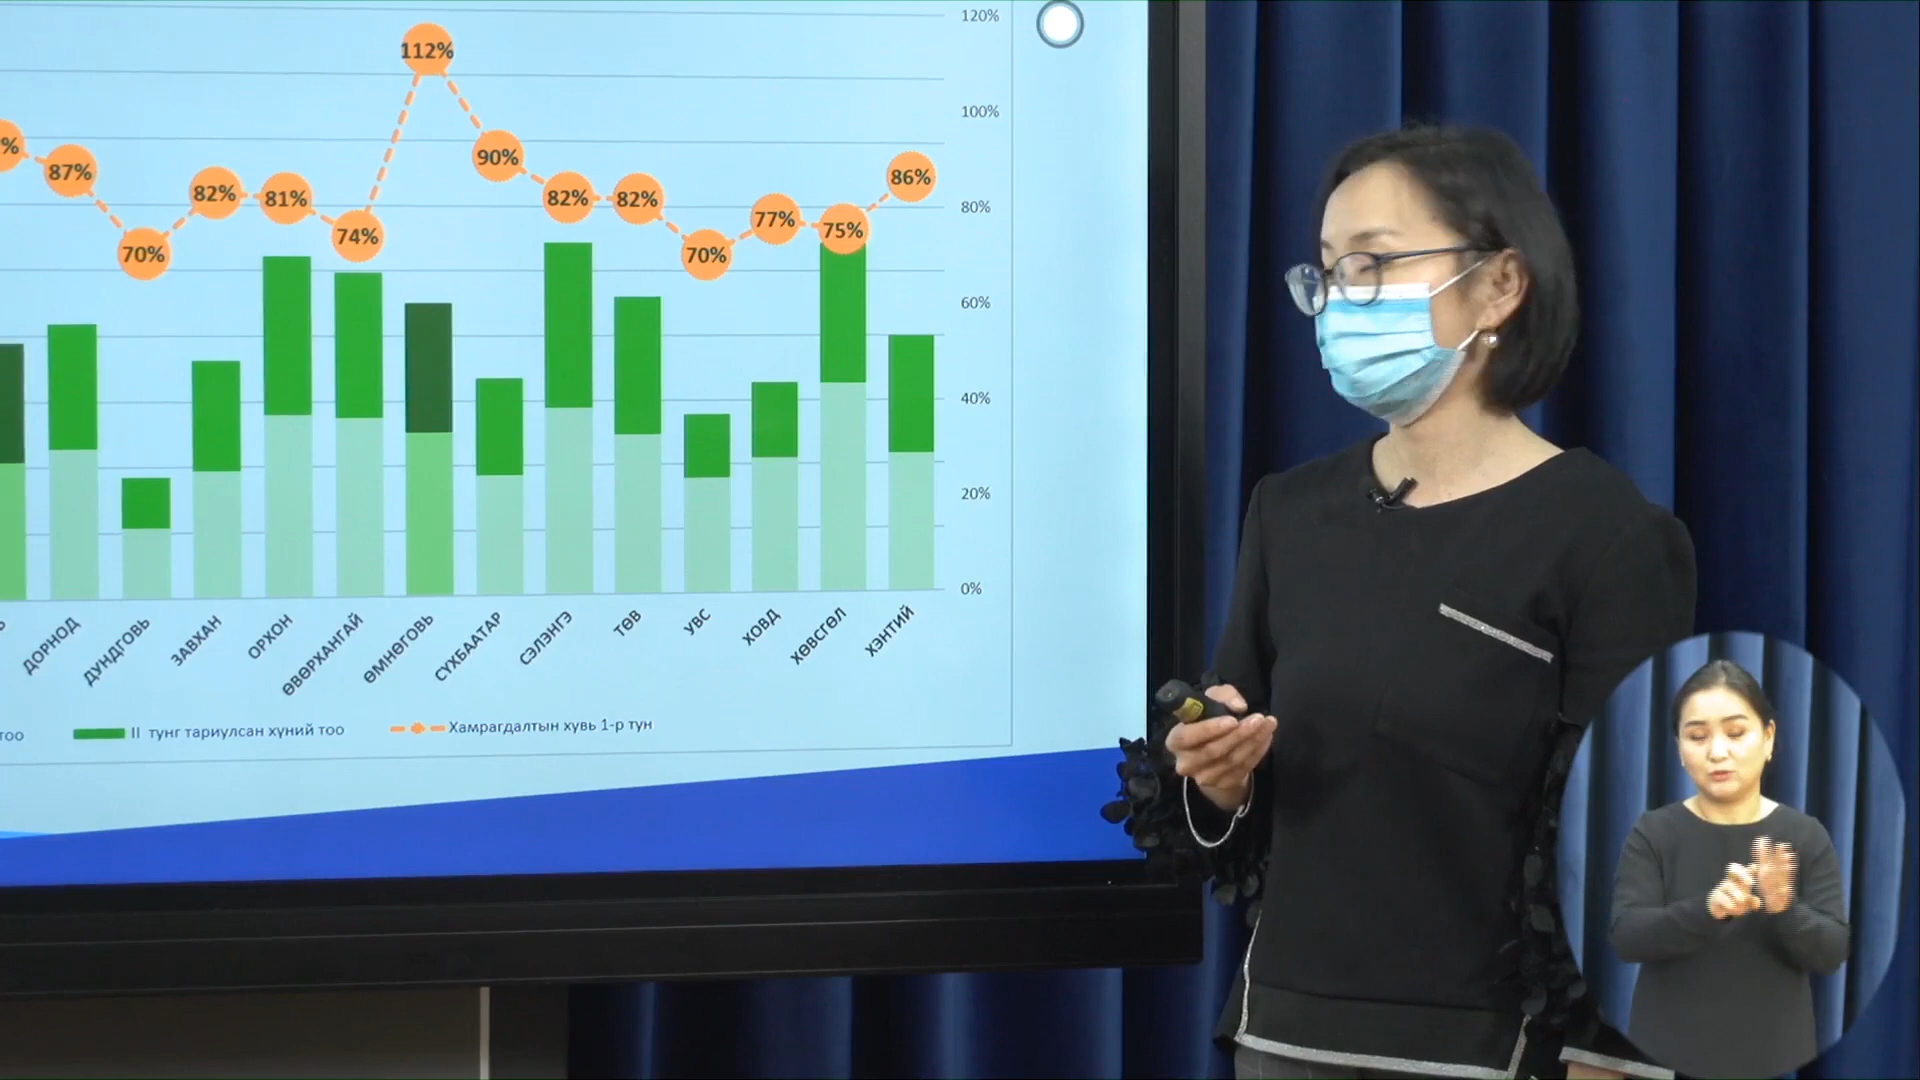 120%
112%
100%
%
87%
82%
81%
74%
70%
90%
82%
82%
70%
77%
75%
86%
80%
60%
40%
20%
0%
Ь
ДОРНОД
ДУНДГОВЬ
ЗАВХАН
ОРХОН
ӨВӨРХАНГАЙ
ӨМНӨГОВЬ
СҮХБААТАР
СЭЛЭНГЭ
ТӨВ
УВС
ХОВД
ХӨВСГӨЛ
ХЭНТИЙ
тоо
II тунг тариулсан хүний тоо
Хамрагдалтын хувь 1-р тун